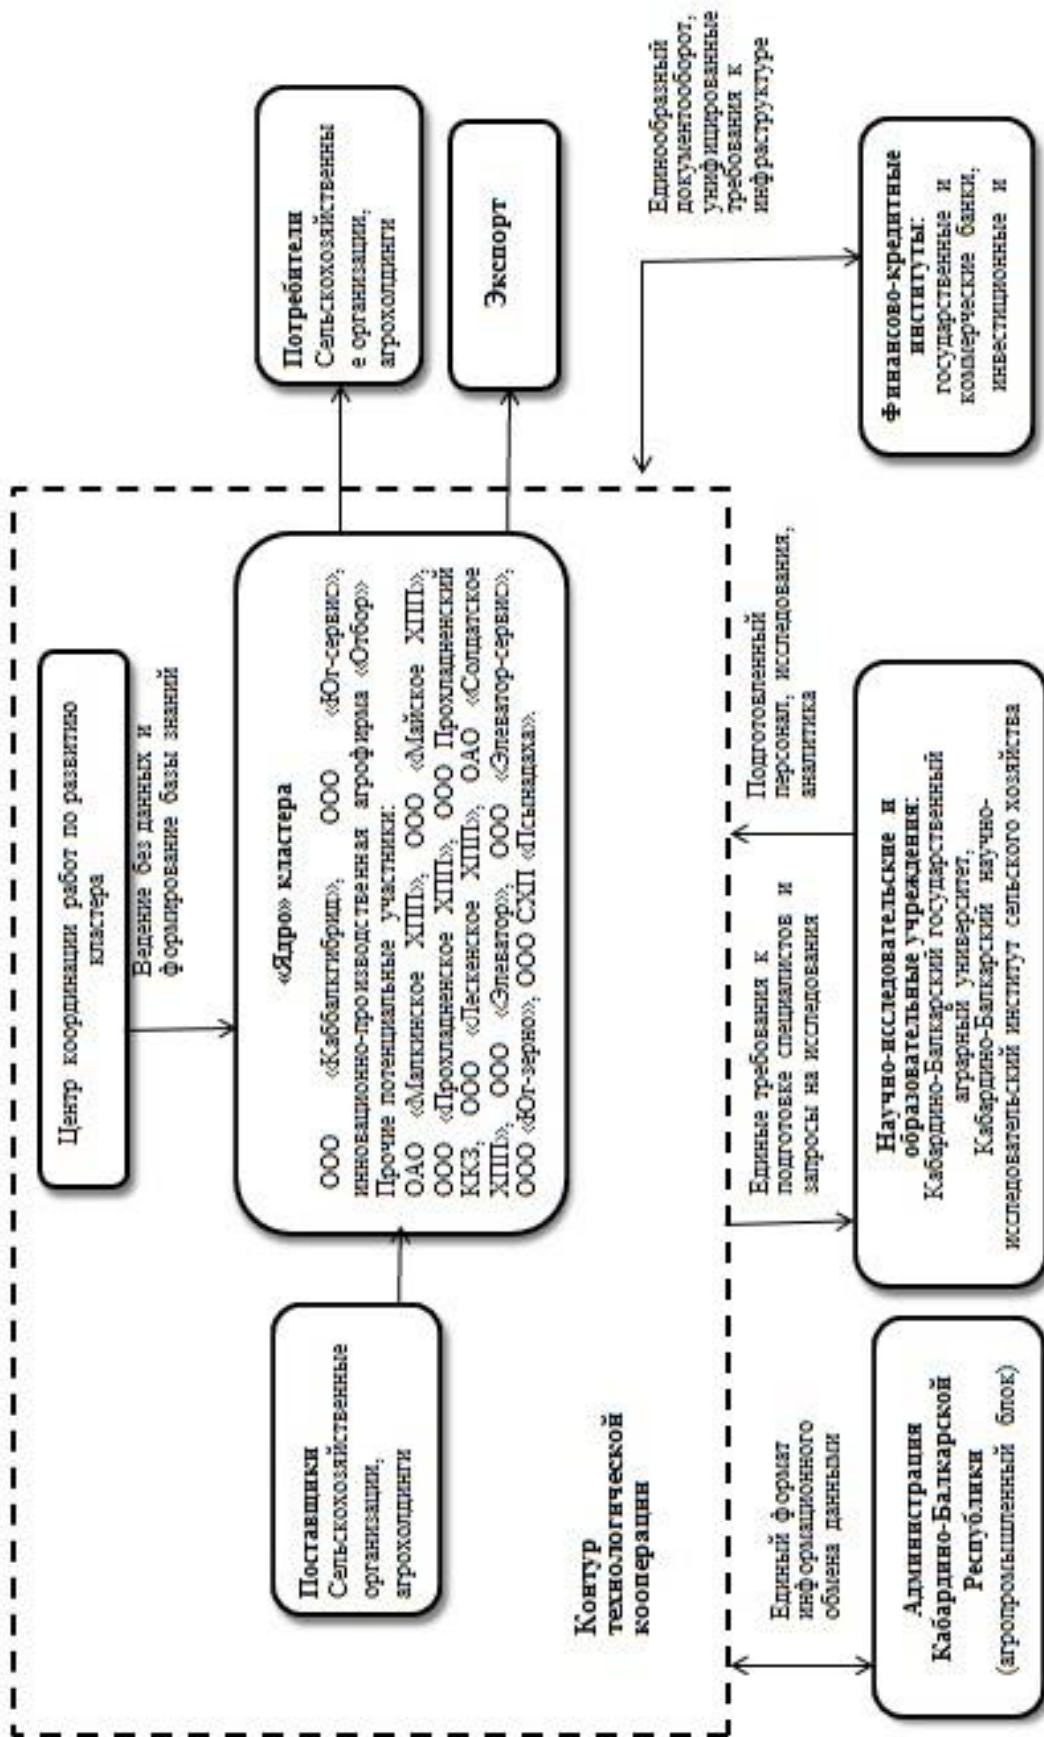 Центр координации работ по развитию
кластера
Ведение без данных и
формирование базы знаний
Поставщики
Сельскохозяйственные
организации,
агрохолдинги
«Ядро» кластера
ООО «Каббалкгибрид», ООО «Юг-сервис»,
инновационно-производственная агрофирма «Отбор»
Прочие потенциальные участники:
ОАО «Малкинское ХПП», ООО «Майское ХПП»,
ООО «Прохладненское ХПП», ООО Прохладненский
ККЗ, ООО «Лескенское ХПП», ОАО «Солдатское
ХПП», ООО «Элеватор», ООО «Элеватор-сервис»,
ООО «Юг-зерно», ООО СХП «Псынадаха».
Потребители
Сельскохозяйственны
е организации,
агрохолдинги
Экспорт
Контур
технологической
кооперации
Единый формат
информационного
обмена данными
Единые требования к
подготовке специалистов и
запросы на исследования
Подготовленный
персонал, исследования,
аналитика
Единообразный
документооборот,
унифицированные
требования к
инфраструктуре
Администрация
Кабардино-Балкарской
Республики
(агропромышленный блок)
Научно-исследовательские и
образовательные учреждения:
Кабардино-Балкарский государственный
аграрный университет,
Кабардино-Балкарский научно-
исследовательский институт сельского хозяйства
Финансово-кредитные
институты:
государственные и
коммерческие банки,
инвестиционные и